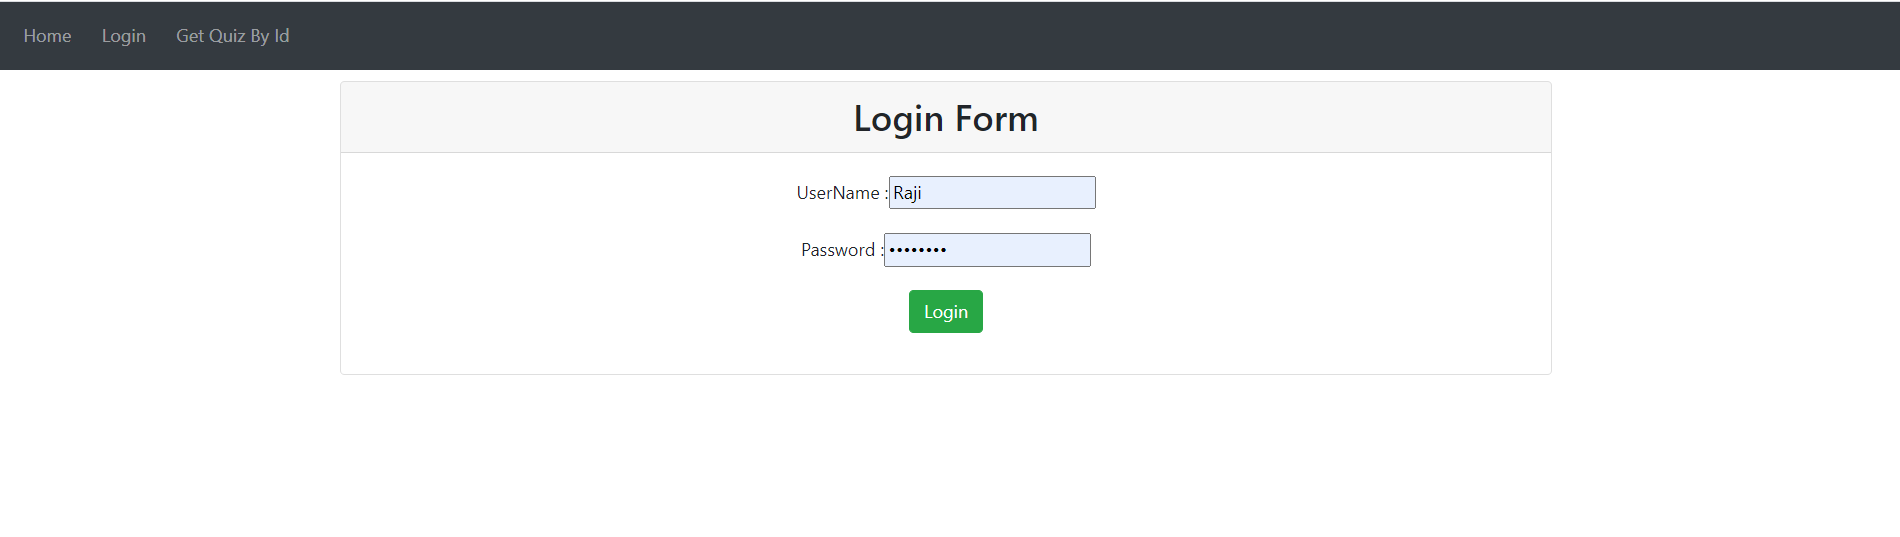 Home Login Get Quiz By Id
Login Form
UserName : Raji
Password : ••••••••
Login